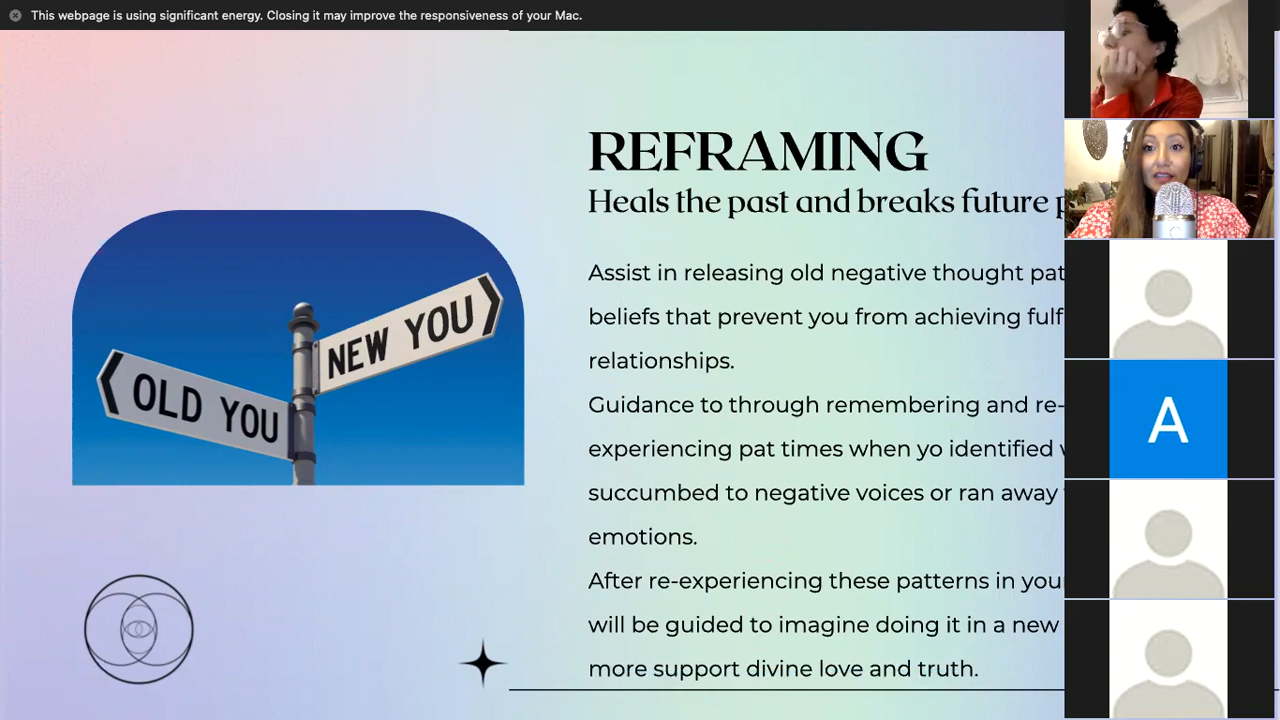 This webpage is using significant energy. Closing it may improve the responsiveness of your Mac.
REFRAMING
Heals the past and breaks future
Assist in releasing old negative thought
beliefs that prevent you from achieving
relationships.
Guidance to through remembering and re-
experiencing pat times when yo identified
succumbed to negative voices or ran away
emotions.
After re-experiencing these patterns in
will be guided to imagine doing it in a new
more support divine love and truth.
NEW YOU
OLD YOU
A